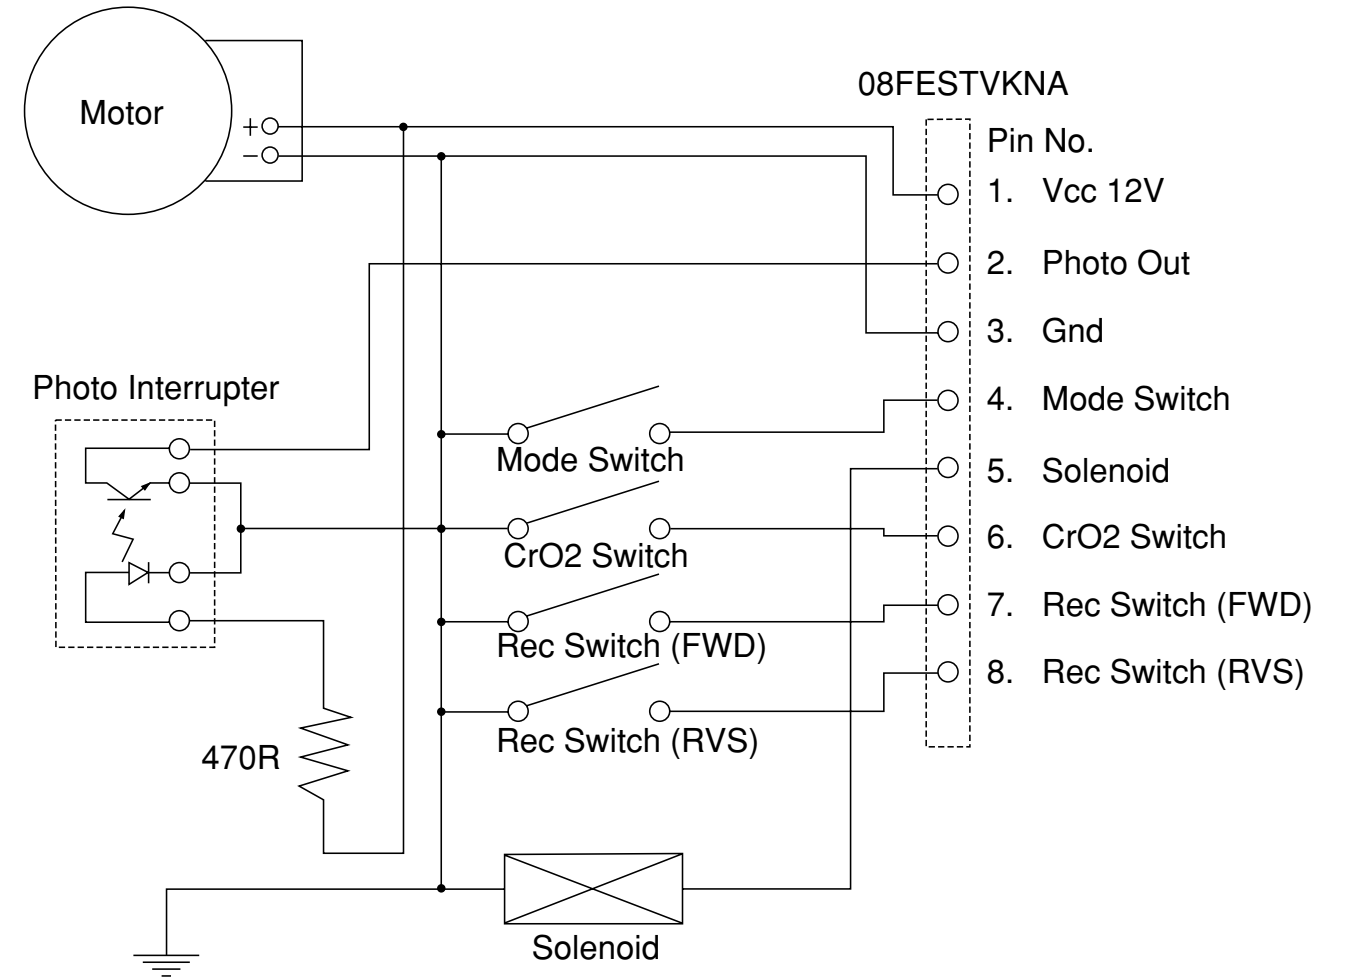 08FESTVKNA
Motor
+
−
Pin No.
1. Vcc 12V
2. Photo Out
3. Gnd
Photo Interrupter
4. Mode Switch
Mode Switch
5. Solenoid
6. CrO2 Switch
CrO2 Switch
7. Rec Switch (FWD)
Rec Switch (FWD)
8. Rec Switch (RVS)
Rec Switch (RVS)
470R
Solenoid